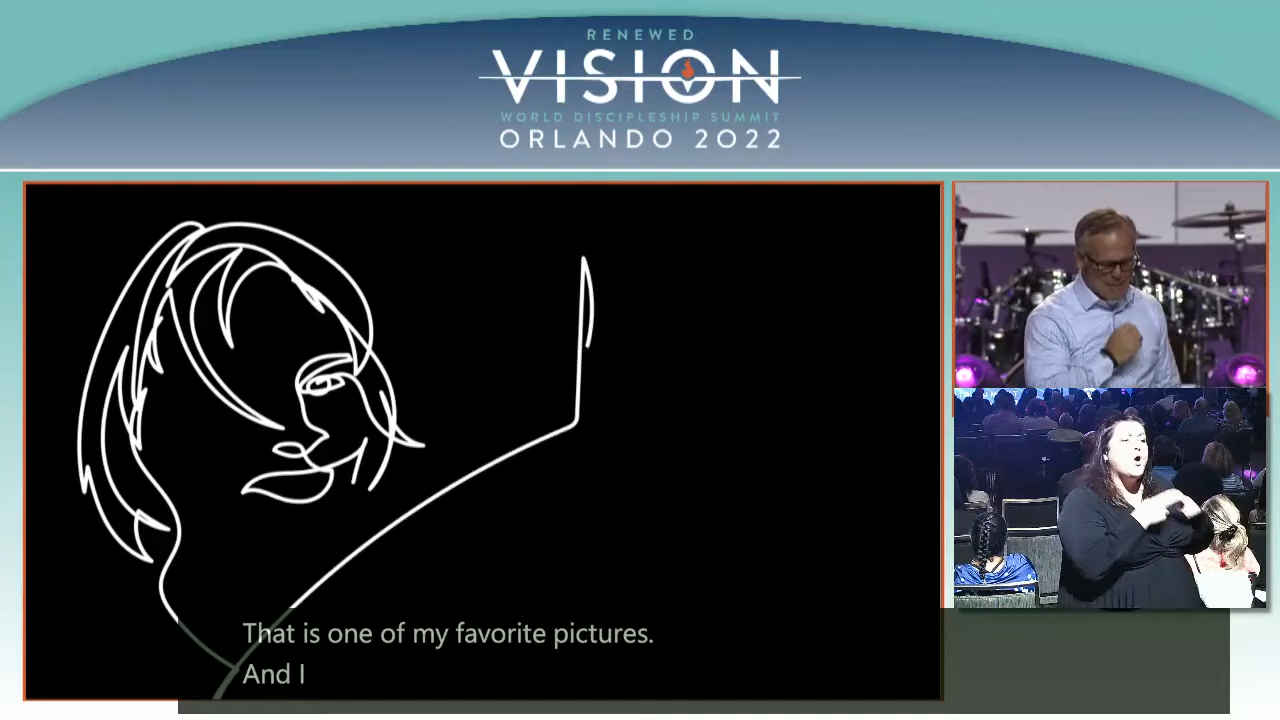 RENEWED
VISION
WORLD DISCIPLESHIP SUMMIT
ORLANDO 2022
That is one of my favorite pictures.
And I